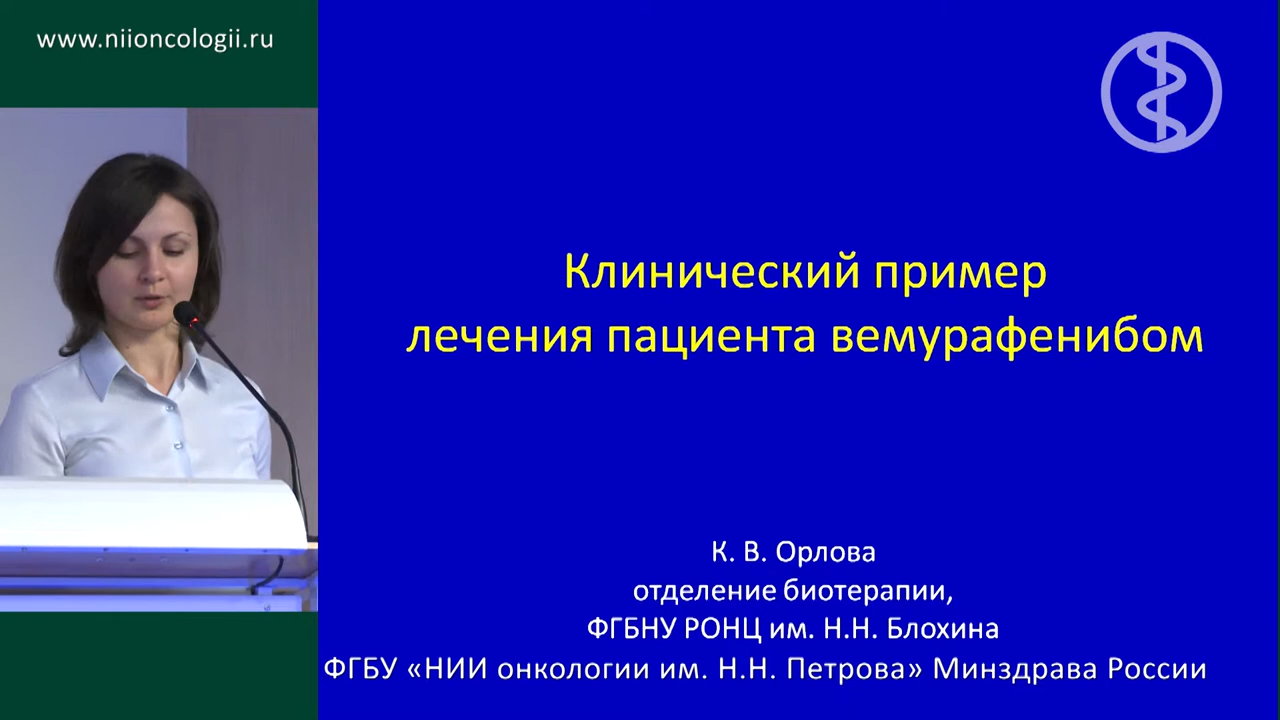 www.niioncologii.ru
Клинический пример
лечения пациента вемурафенибом
К. В. Орлова
отделение биотерапии,
ФГБНУ РОНЦ им. Н.Н. Блохина
ФГБУ «НИИ онкологии им. Н.Н. Петрова» Минздрава России